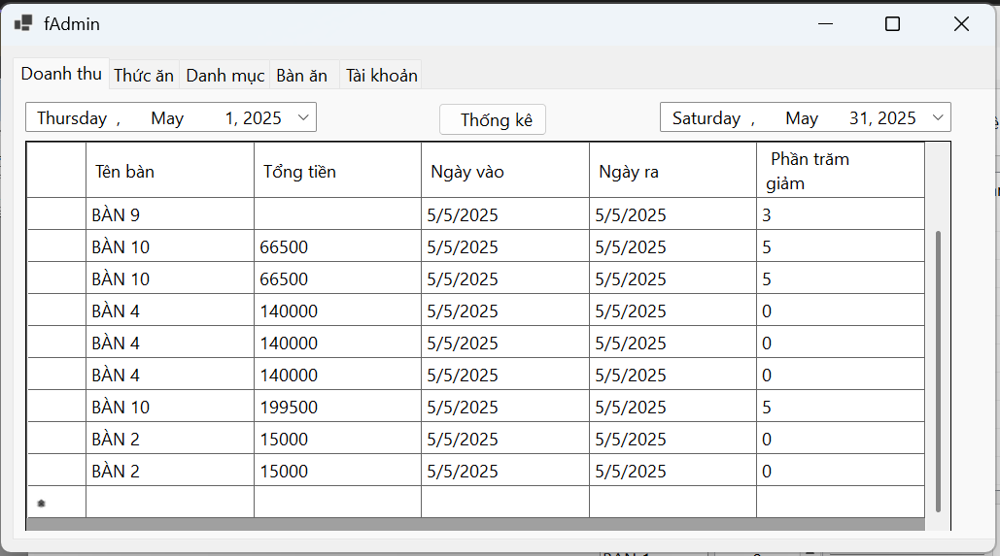 fAdmin
Doanh thu Thức ăn Danh mục Bàn ăn Tài khoản
Thursday , May 1, 2025 Thống kê Saturday , May 31, 2025
Tên bàn Tổng tiền Ngày vào Ngày ra Phần trăm
giảm
BÀN 9 5/5/2025 5/5/2025 3
BÀN 10 66500 5/5/2025 5/5/2025 5
BÀN 10 66500 5/5/2025 5/5/2025 5
BÀN 4 140000 5/5/2025 5/5/2025 0
BÀN 4 140000 5/5/2025 5/5/2025 0
BÀN 4 140000 5/5/2025 5/5/2025 0
BÀN 10 199500 5/5/2025 5/5/2025 5
BÀN 2 15000 5/5/2025 5/5/2025 0
BÀN 2 15000 5/5/2025 5/5/2025 0